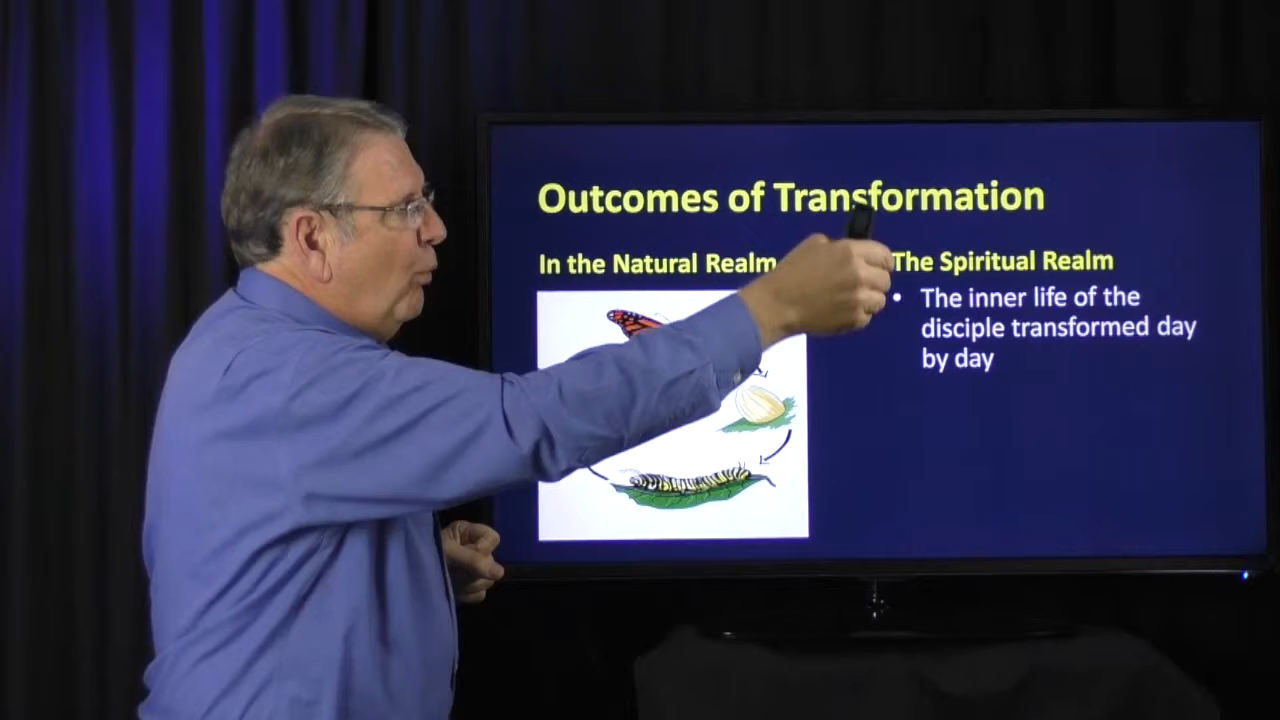 Outcomes of Transformation
In the Natural Realm
The Spiritual Realm
• The inner life of the
disciple transformed day
by day